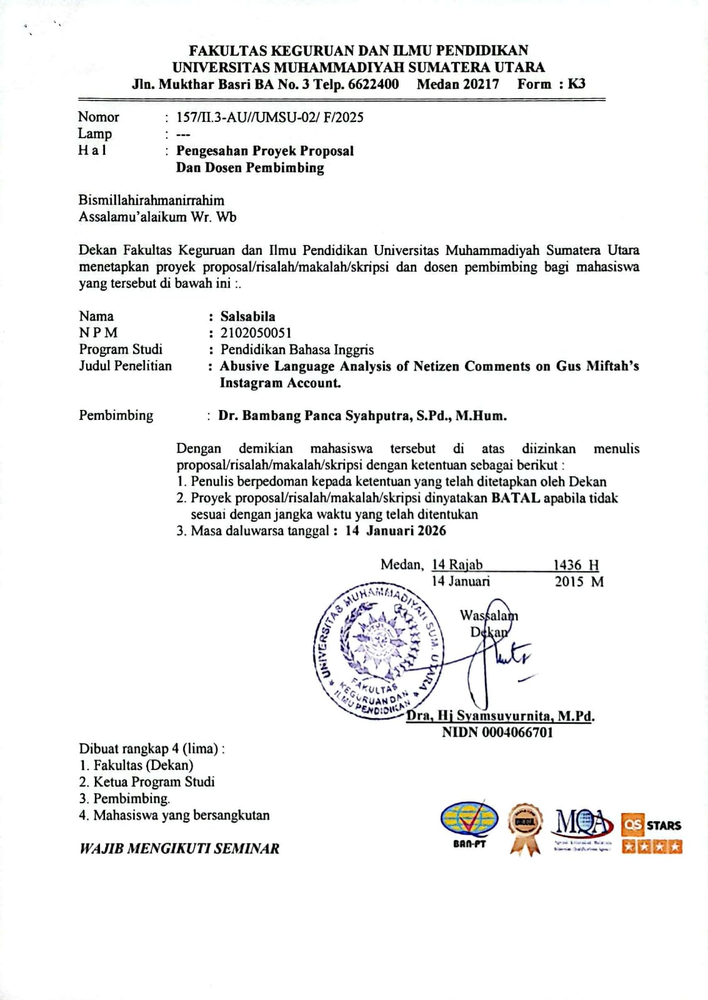 FAKULTAS KEGURUAN DAN ILMU PENDIDIKAN
UNIVERSITAS MUHAMMADIYAH SUMATERA UTARA
Jln. Mukthar Basri BA No. 3 Telp. 6622400 Medan 20217 Form : K3
Nomor : 157/II.3-AU//UMSU-02/ F/2025
Lamp : ---
H a l : Pengesahan Proyek Proposal
Dan Dosen Pembimbing
Bismillahirahmanirrahim
Assalamu'alaikum Wr. Wb
Dekan Fakultas Keguruan dan Ilmu Pendidikan Universitas Muhammadiyah Sumatera Utara
menetapkan proyek proposal/risalah/makalah/skripsi dan dosen pembimbing bagi mahasiswa
yang tersebut di bawah ini :.
Nama : Salsabila
N P M : 2102050051
Program Studi : Pendidikan Bahasa Inggris
Judul Penelitian : Abusive Language Analysis of Netizen Comments on Gus Miftah's
Instagram Account.
Pembimbing : Dr. Bambang Panca Syahputra, S.Pd., M.Hum.
Dengan demikian mahasiswa tersebut di atas diizinkan menulis
proposal/risalah/makalah/skripsi dengan ketentuan sebagai berikut :
1. Penulis berpedoman kepada ketentuan yang telah ditetapkan oleh Dekan
2. Proyek proposal/risalah/makalah/skripsi dinyatakan BATAL apabila tidak
sesuai dengan jangka waktu yang telah ditentukan
3. Masa daluwarsa tanggal : 14 Januari 2026
Medan, 14 Rajab 1436 H
14 Januari 2015 M
Wassalam
Dekan
UNIVERSITAS MUHAMMADIYAH SUM. UTARA
FAKULTAS
KEGURUAN DAN
ILMU PENDIDIKAN
Dra, Hj Syamsuyurnita, M.Pd.
NIDN 0004066701
Dibuat rangkap 4 (lima) :
1. Fakultas (Dekan)
2. Ketua Program Studi
3. Pembimbing.
4. Mahasiswa yang bersangkutan
WAJIB MENGIKUTI SEMINAR
BAN-PT
MQA
QS STARS